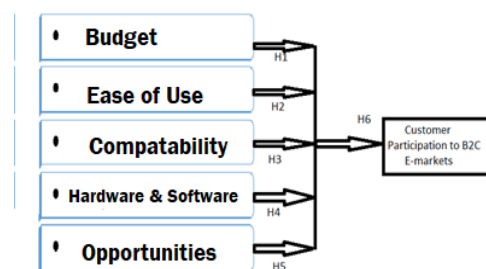 • Budget
H1
• Ease of Use
H2
• Compatability
H3
• Hardware & Software
H4
• Opportunities
H5
H6
Customer
Participation to B2C
E-markets